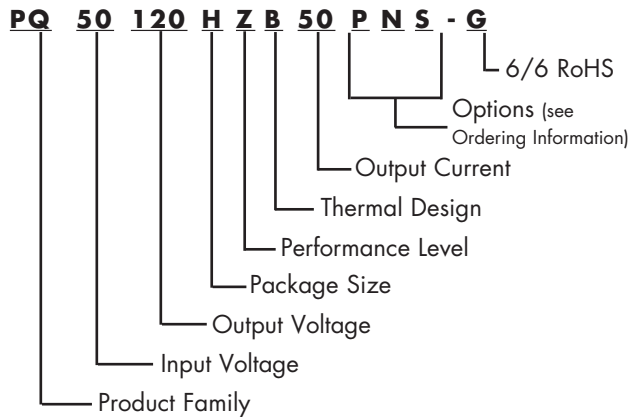 PQ 50 120 H Z B 50 P N S - G
6/6 RoHS
Options (see
Ordering Information)
Output Current
Thermal Design
Performance Level
Package Size
Output Voltage
Input Voltage
Product Family